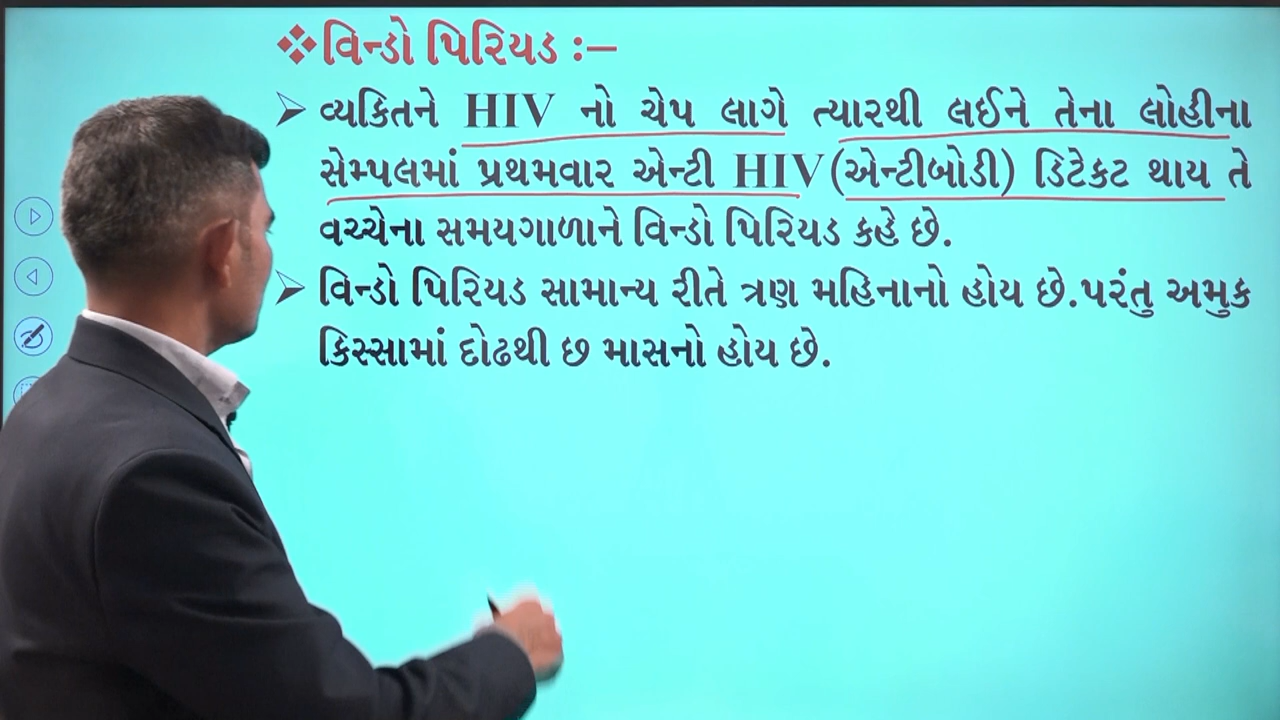 ❖વિન્ડો પિરિયડ :–
➢ વ્યકિતને HIV નો ચેપ લાગે ત્યારથી લઈને તેના લોહીના
સેમ્પલમાં પ્રથમવાર એન્ટી HIV(એન્ટીબોડી) ડિટેકટ થાય તે
વચ્ચેના સમયગાળાને વિન્ડો પિરિયડ કહે છે.
➢ વિન્ડો પિરિયડ સામાન્ય રીતે ત્રણ મહિનાનો હોય છે.પરંતુ અમુક
કિસ્સામાં દોઢથી છ માસનો હોય છે.